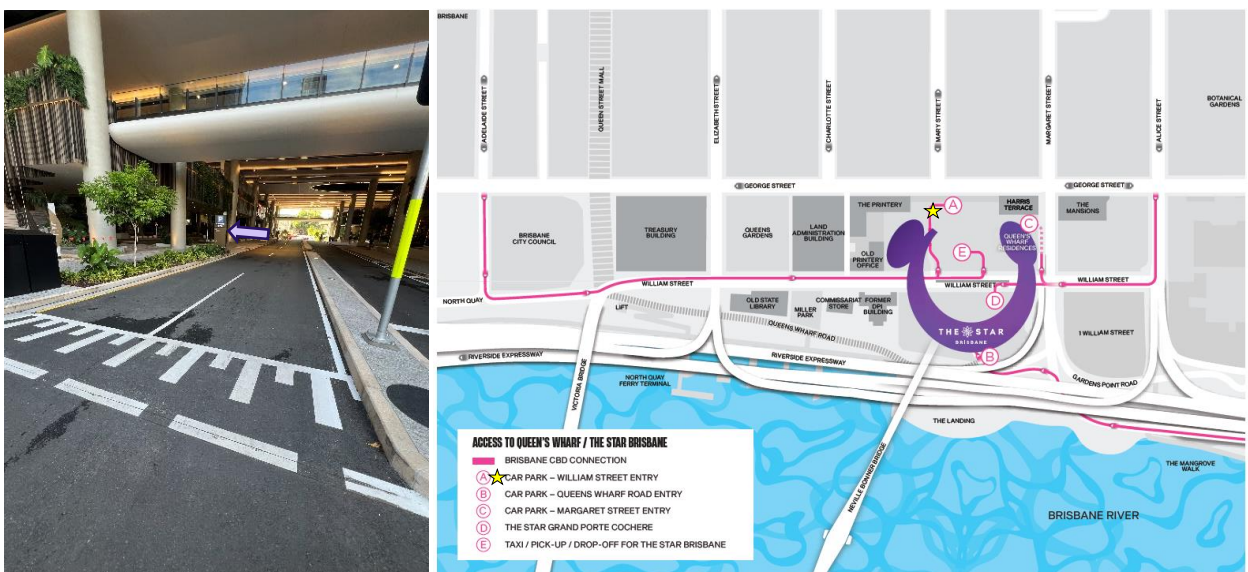 BRISBANE
ADELAIDE STREET
QUEEN STREET MALL
ELIZABETH STREET
CHARLOTTE STREET
MARY STREET
MARGARET STREET
ALICE STREET
BOTANICAL
GARDENS
GEORGE STREET
GEORGE STREET
BRISBANE
CITY COUNCIL
TREASURY
BUILDING
QUEENS
GARDENS
LAND
ADMINISTRATION
BUILDING
THE PRINTERY
OLD
PRINTERY
OFFICE
A
E
HARRIS
TERRACE
C
QUEEN'S
WHARF
RESIDENCES
THE
MANSIONS
NORTH QUAY
WILLIAM STREET
WILLIAM STREET
WILLIAM STREET
D
LIFT
OLD STATE
LIBRARY
MILLER
PARK
COMMISSARIAT
STORE
FORMER
DPI
BUILDING
QUEENS WHARF ROAD
THE STAR
BRISBANE
B
1 WILLIAM STREET
RIVERSIDE EXPRESSWAY
RIVERSIDE EXPRESSWAY
GARDENS POINT ROAD
VICTORIA BRIDGE
NORTH QUAY
FERRY TERMINAL
THE LANDING
NEVILLE BONNER BRIDGE
THE MANGROVE
WALK
BRISBANE RIVER
ACCESS TO QUEEN'S WHARF / THE STAR BRISBANE
BRISBANE CBD CONNECTION
A CAR PARK – WILLIAM STREET ENTRY
B CAR PARK – QUEENS WHARF ROAD ENTRY
C CAR PARK – MARGARET STREET ENTRY
D THE STAR GRAND PORTE COCHERE
E TAXI / PICK-UP / DROP-OFF FOR THE STAR BRISBANE